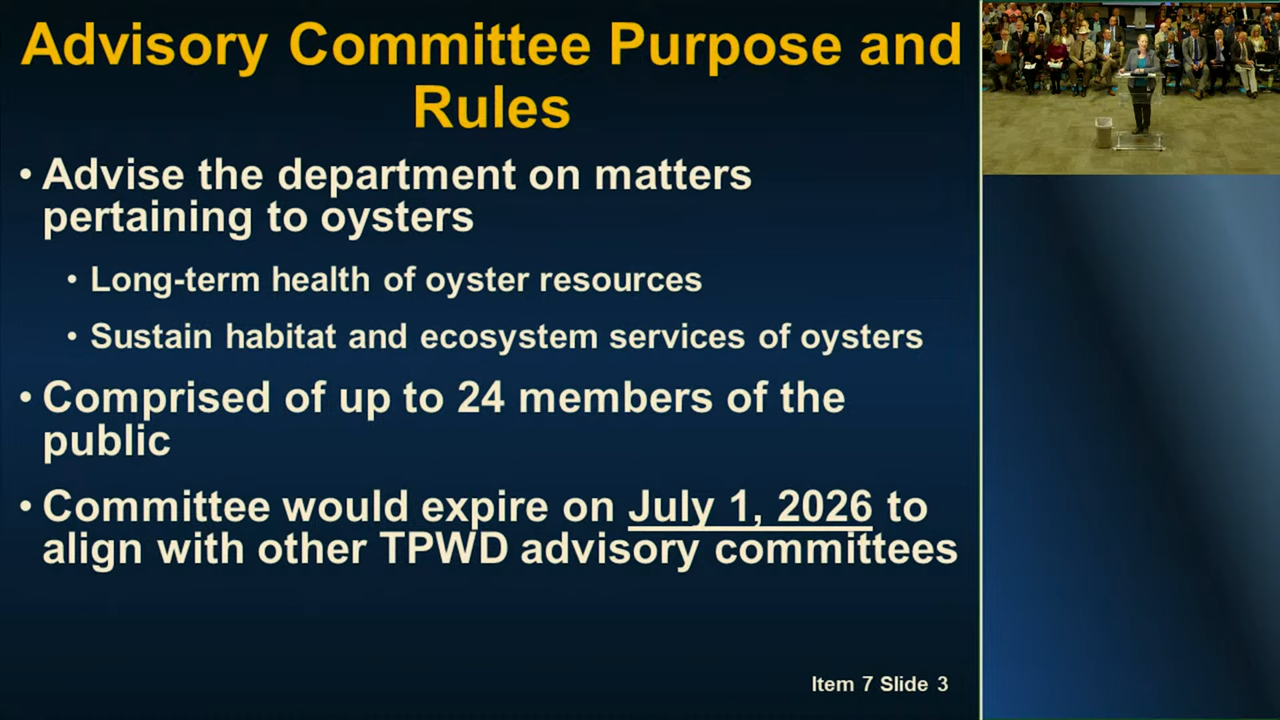 Advisory Committee Purpose and
Rules
• Advise the department on matters
pertaining to oysters
• Long-term health of oyster resources
• Sustain habitat and ecosystem services of oysters
• Comprised of up to 24 members of the
public
• Committee would expire on July 1, 2026 to
align with other TPWD advisory committees
Item 7 Slide 3